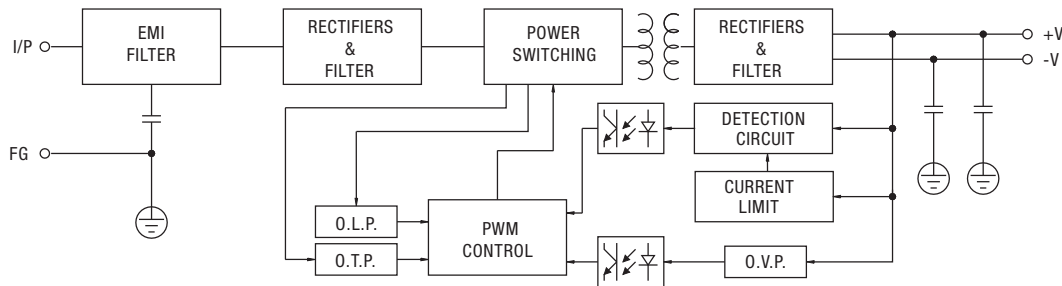 I/P
EMI
FILTER
RECTIFIERS
&
FILTER
POWER
SWITCHING
RECTIFIERS
&
FILTER
+V
-V
FG
DETECTION
CIRCUIT
CURRENT
LIMIT
O.L.P.
O.T.P.
PWM
CONTROL
O.V.P.